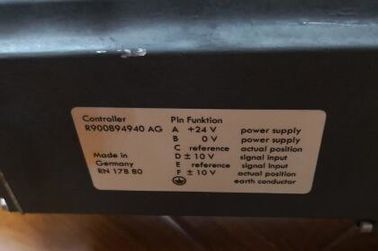 Controller
R900894940 AG
Made in
Germany
RN 178 80
Pin Funktion
A +24 V power supply
B 0 V power supply
C reference actual position
D ± 10 V signal input
E reference signal input
F ± 10 V actual position
earth conductor